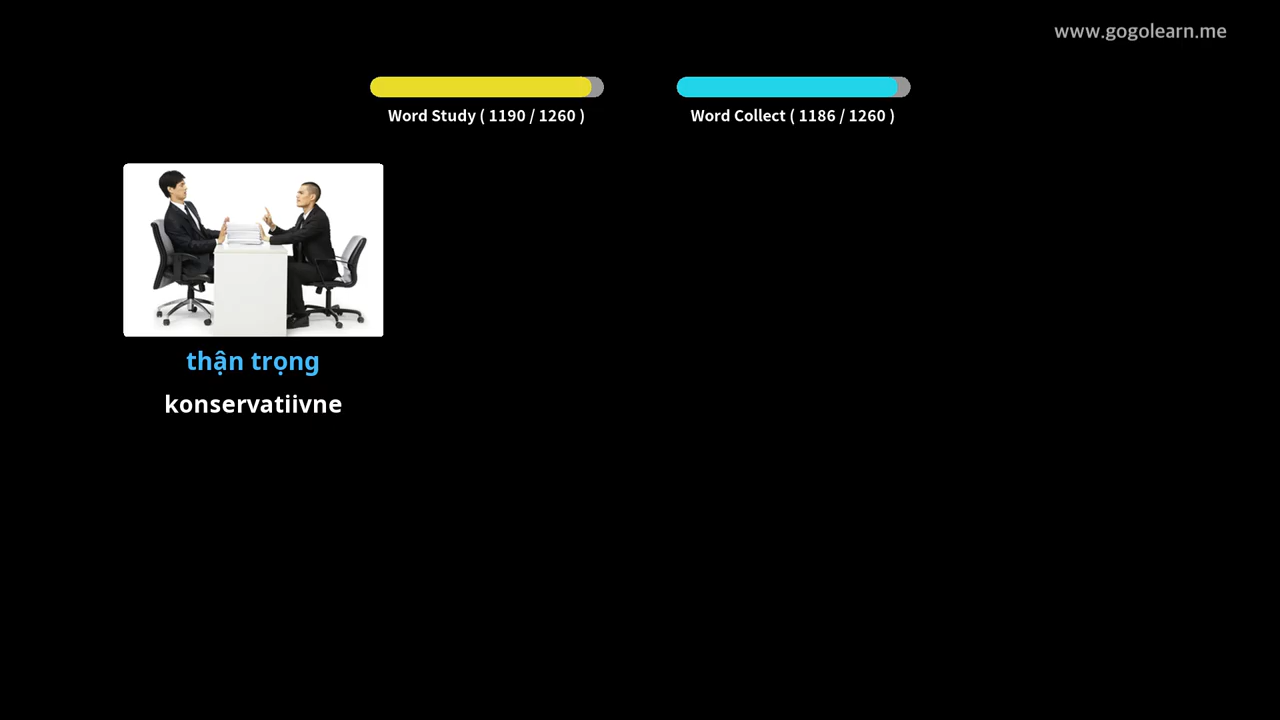 www.gogolearn.me
Word Study ( 1190 / 1260 )
Word Collect ( 1186 / 1260 )
thận trọng
konservatiivne